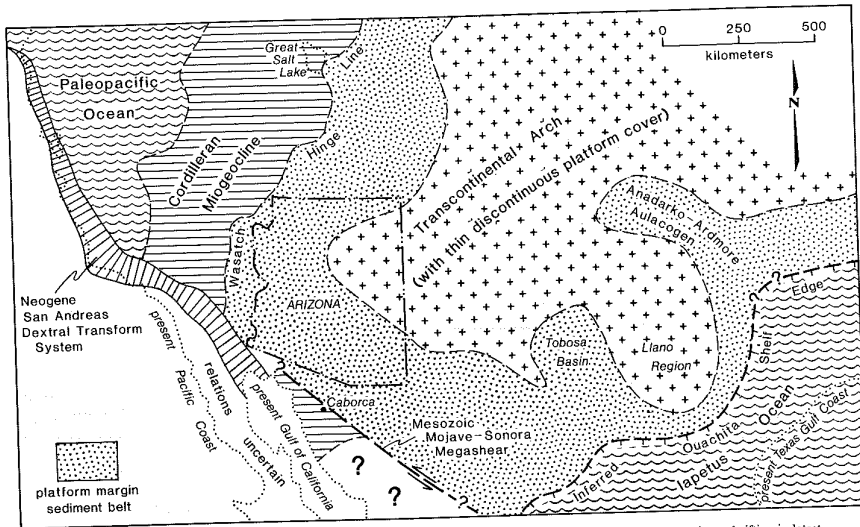 0 250 500
kilometers
N
Great
Salt
Lake
Hinge Line
Wasatch
Paleopacific
Ocean
Cordilleran
Miogeocline
Transcontinental Arch
(with thin discontinuous platform cover)
Anadarko-Ardmore
Aulacogen
ARIZONA
Neogene
San Andreas
Dextral Transform
System
Tobosa
Basin
Llano
Region
present
Pacific
Coast
relations
uncertain
present Gulf of California
Caborca
Mesozoic
Mojave-Sonora
Megashear
?
?
?
?
?
Inferred Ouachita Shelf Edge
Iapetus Ocean
present Texas Gulf Coast
platform margin
sediment belt